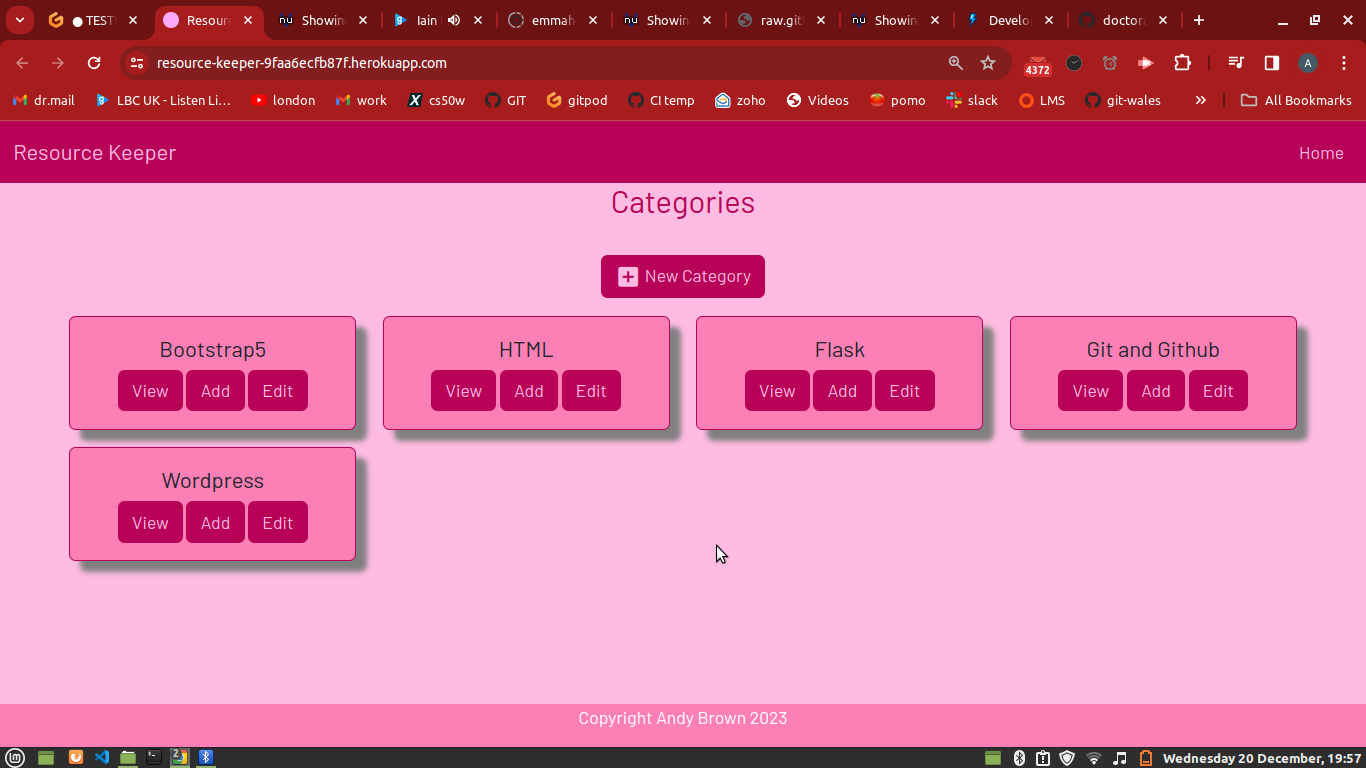 TEST
Resour
Showin
Iain
emmah
Showin
raw.git
Showin
Develo
doctor
resource-keeper-9faa6ecfb87f.herokuapp.com
4372
A
dr.mail
LBC UK - Listen Li...
london
work
cs50w
GIT
gitpod
CI temp
zoho
Videos
pomo
slack
LMS
git-wales
All Bookmarks
Resource Keeper
Home
Categories
New Category
Bootstrap5
HTML
Flask
Git and Github
View Add Edit
View Add Edit
View Add Edit
View Add Edit
Wordpress
View Add Edit
Copyright Andy Brown 2023
2
Wednesday 20 December, 19:57